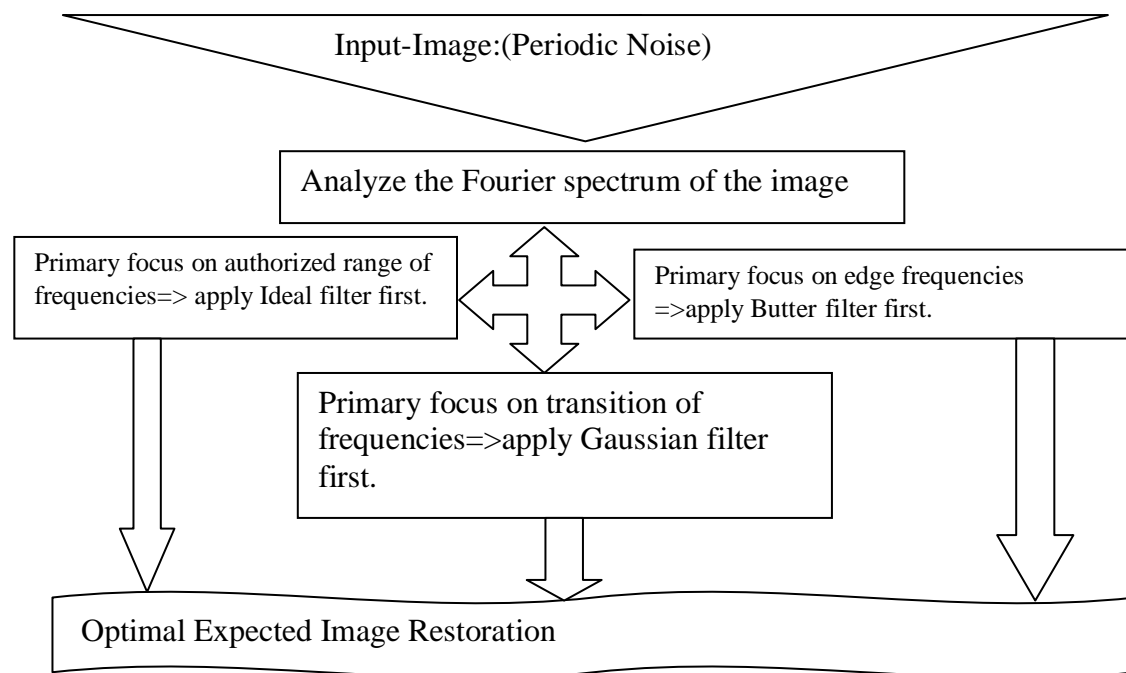 Input-Image:(Periodic Noise)
Analyze the Fourier spectrum of the image
Primary focus on authorized range of
frequencies=> apply Ideal filter first.
Primary focus on edge frequencies
=>apply Butter filter first.
Primary focus on transition of
frequencies=>apply Gaussian filter
first.
Optimal Expected Image Restoration